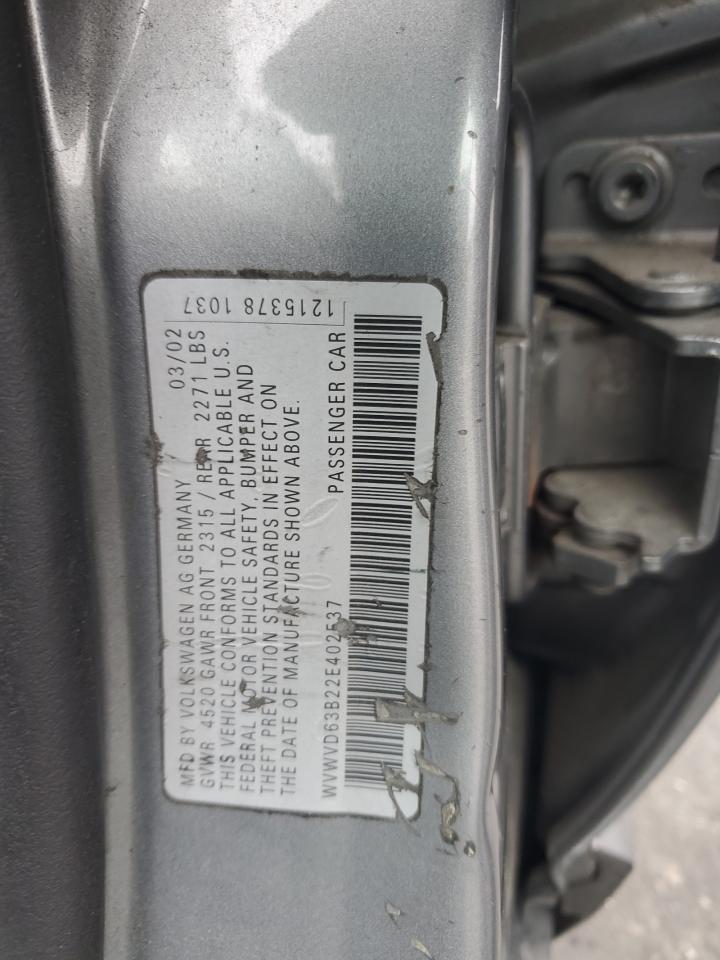 MFD BY VOLKSWAGEN AG GERMANY 03/02
GVWR 4520 GAWR FRONT 2315 / REAR 2271 LBS
THIS VEHICLE CONFORMS TO ALL APPLICABLE U.S.
FEDERAL MOTOR VEHICLE SAFETY, BUMPER AND
THEFT PREVENTION STANDARDS IN EFFECT ON
THE DATE OF MANUFACTURE SHOWN ABOVE.
WVWVD63B22E402537 PASSENGER CAR
1215378 1037